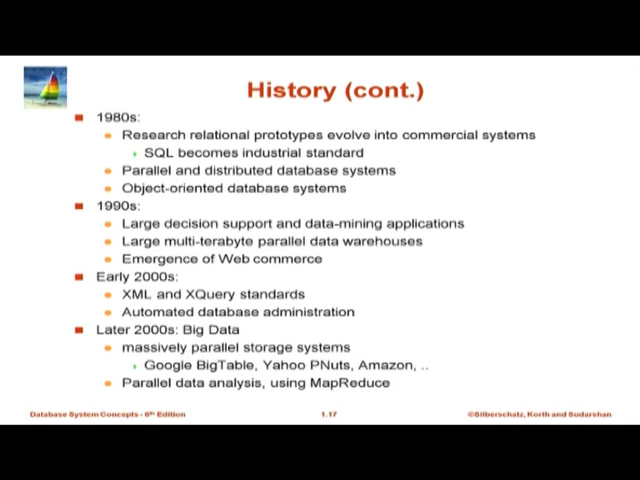 History (cont.)
1980s:
Research relational prototypes evolve into commercial systems
SQL becomes industrial standard
Parallel and distributed database systems
Object-oriented database systems
1990s:
Large decision support and data-mining applications
Large multi-terabyte parallel data warehouses
Emergence of Web commerce
Early 2000s:
XML and XQuery standards
Automated database administration
Later 2000s: Big Data
massively parallel storage systems
Google BigTable, Yahoo PNuts, Amazon, ..
Parallel data analysis, using MapReduce
Database System Concepts - 6th Edition
1.17
©Silberschatz, Korth and Sudarshan